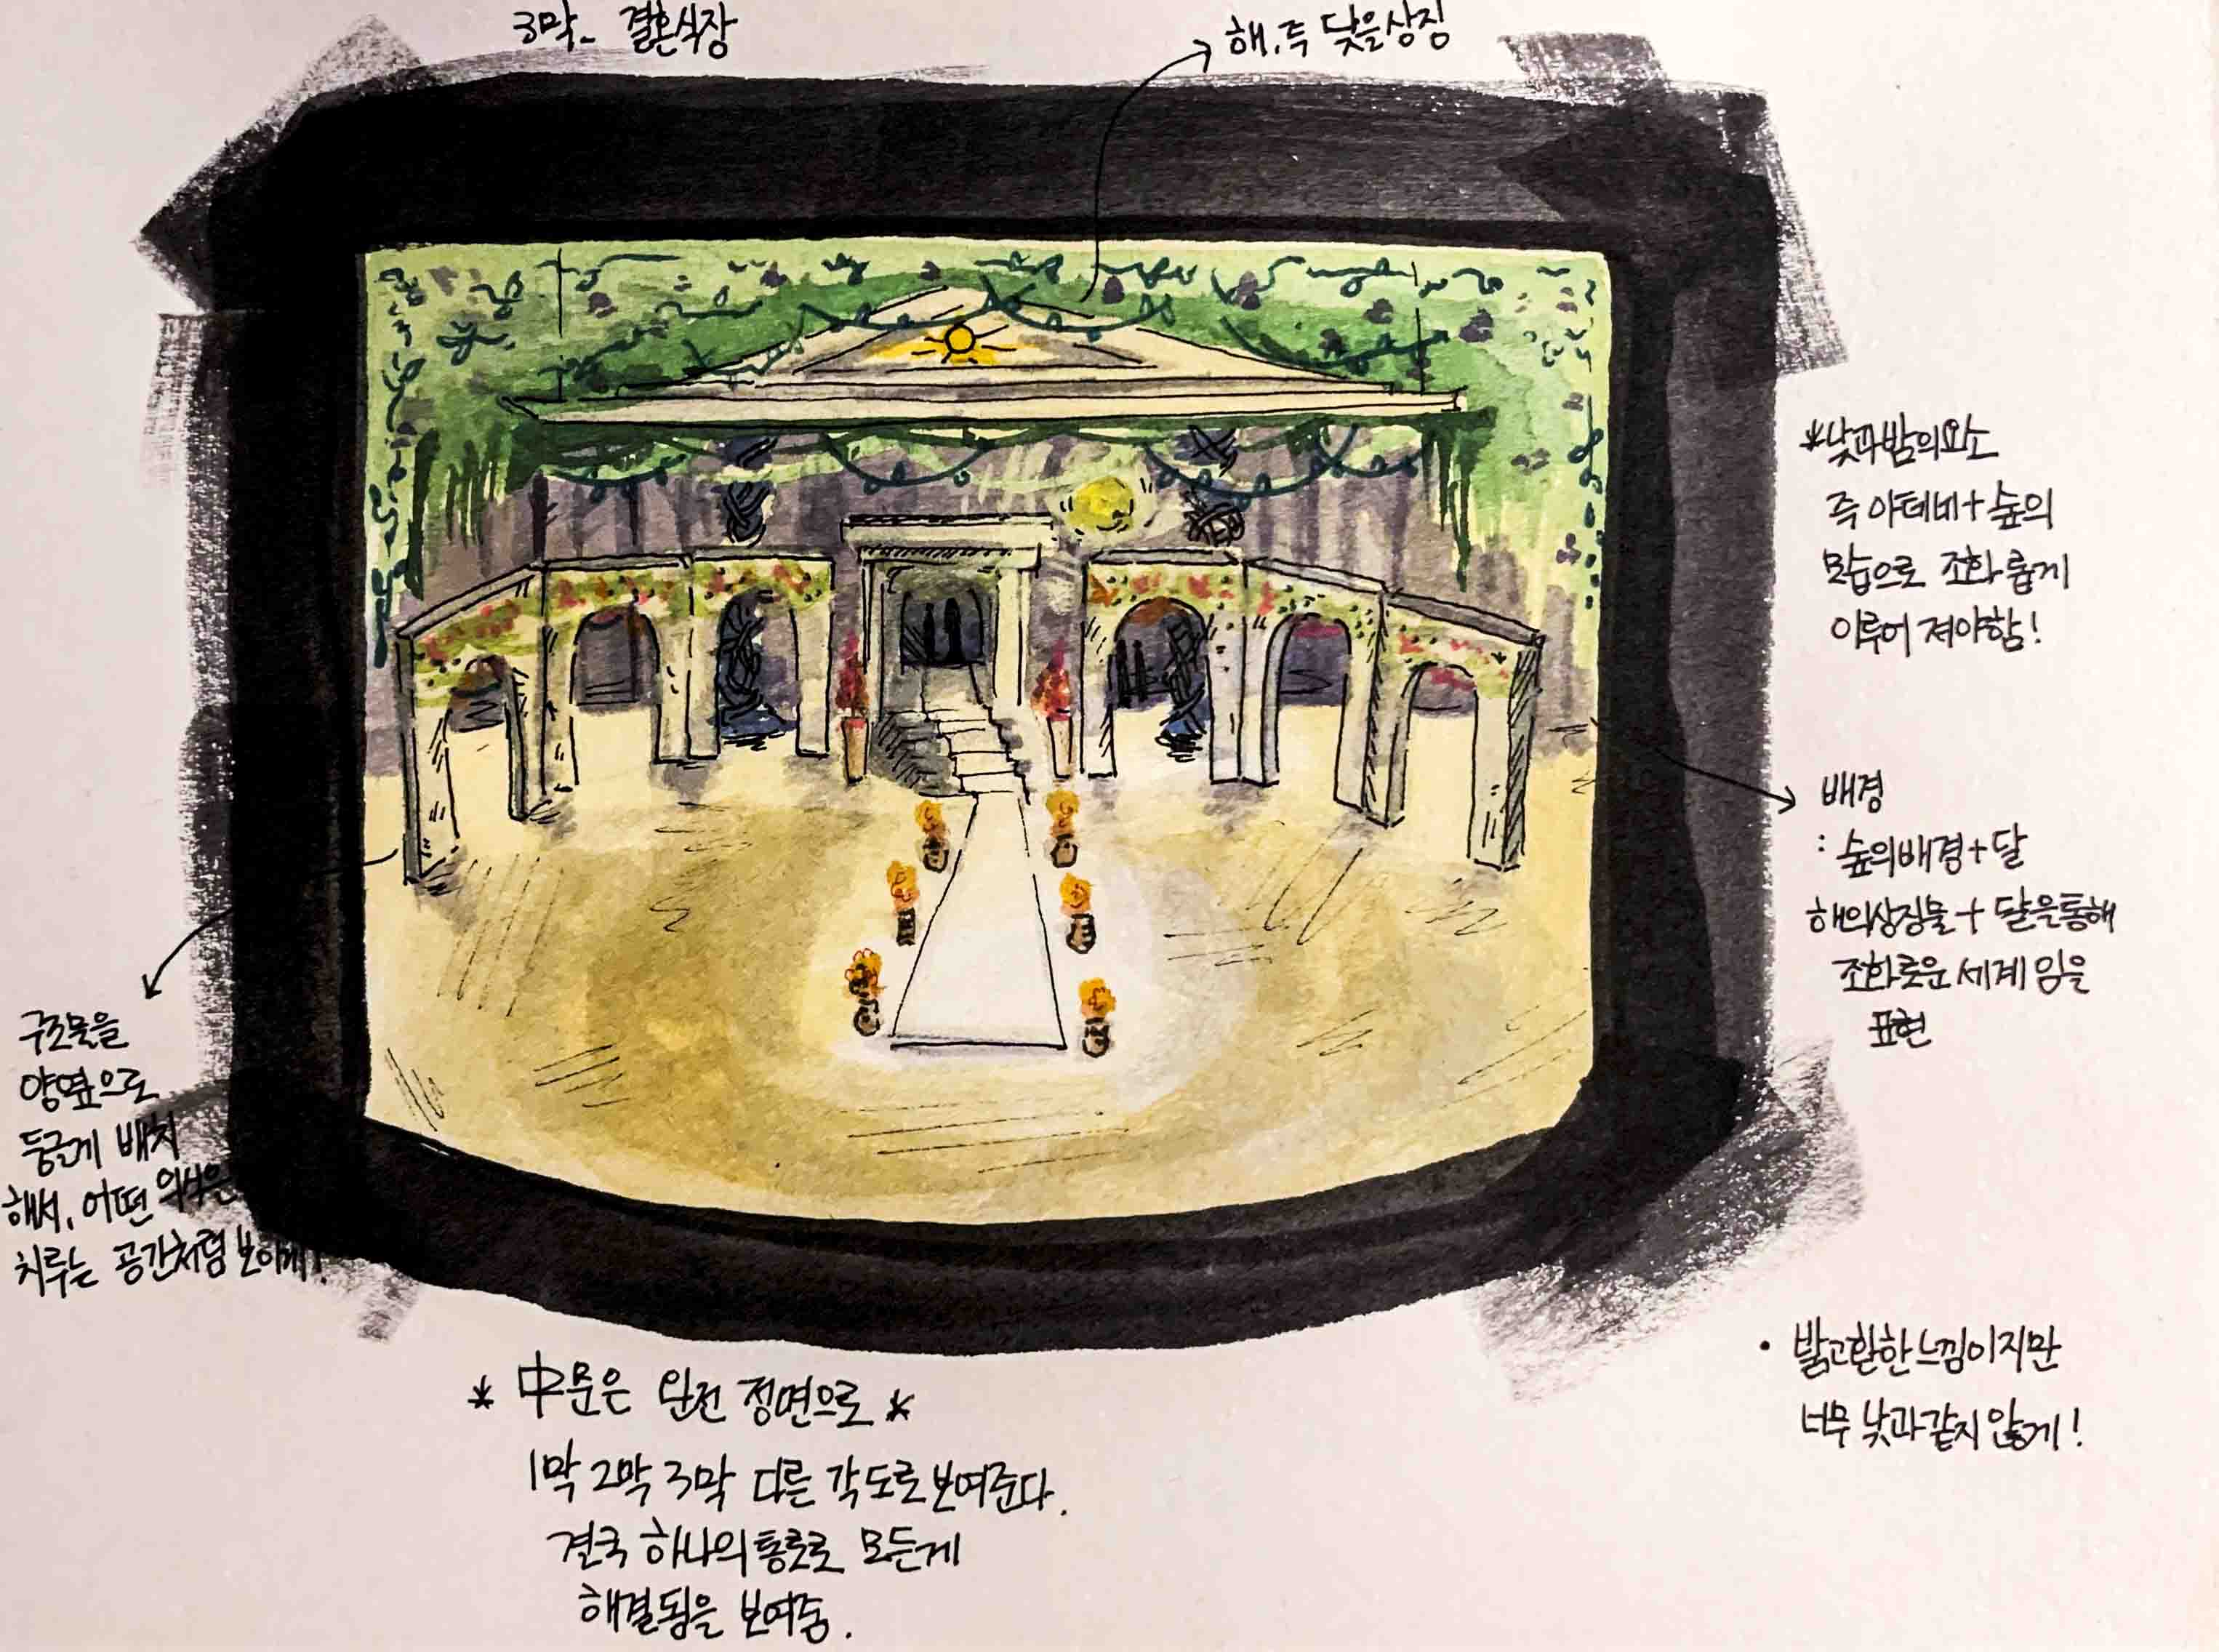 3막- 결혼식장
해, 즉 낮을상징
*낮과밤의요소
즉 아테네+숲의
모습으로 조화롭게
이루어 져야함!
배경
: 숲의배경+달
해의상징물+달을통해
조화로운 세계 임을
표현
구조물을
양옆으로
둥글게 배치
해서, 어떤 의식은
치루는 공간처럼 보이게!
* 中문은 완전 정면으로 *
1막 2막 3막 다른 각도로 보여준다.
결국 하나의 통로로 모든게
해결됨을 보여줌.
· 밝고환한느낌이지만
너무 낮과같지 않게!